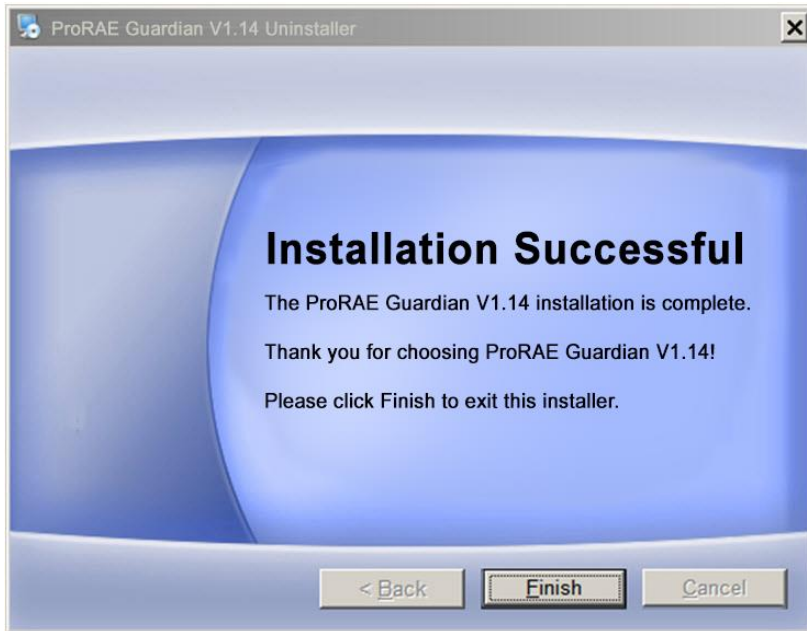 ProRAE Guardian V1.14 Uninstaller
Installation Successful
The ProRAE Guardian V1.14 installation is complete.
Thank you for choosing ProRAE Guardian V1.14!
Please click Finish to exit this installer.
< Back Finish Cancel